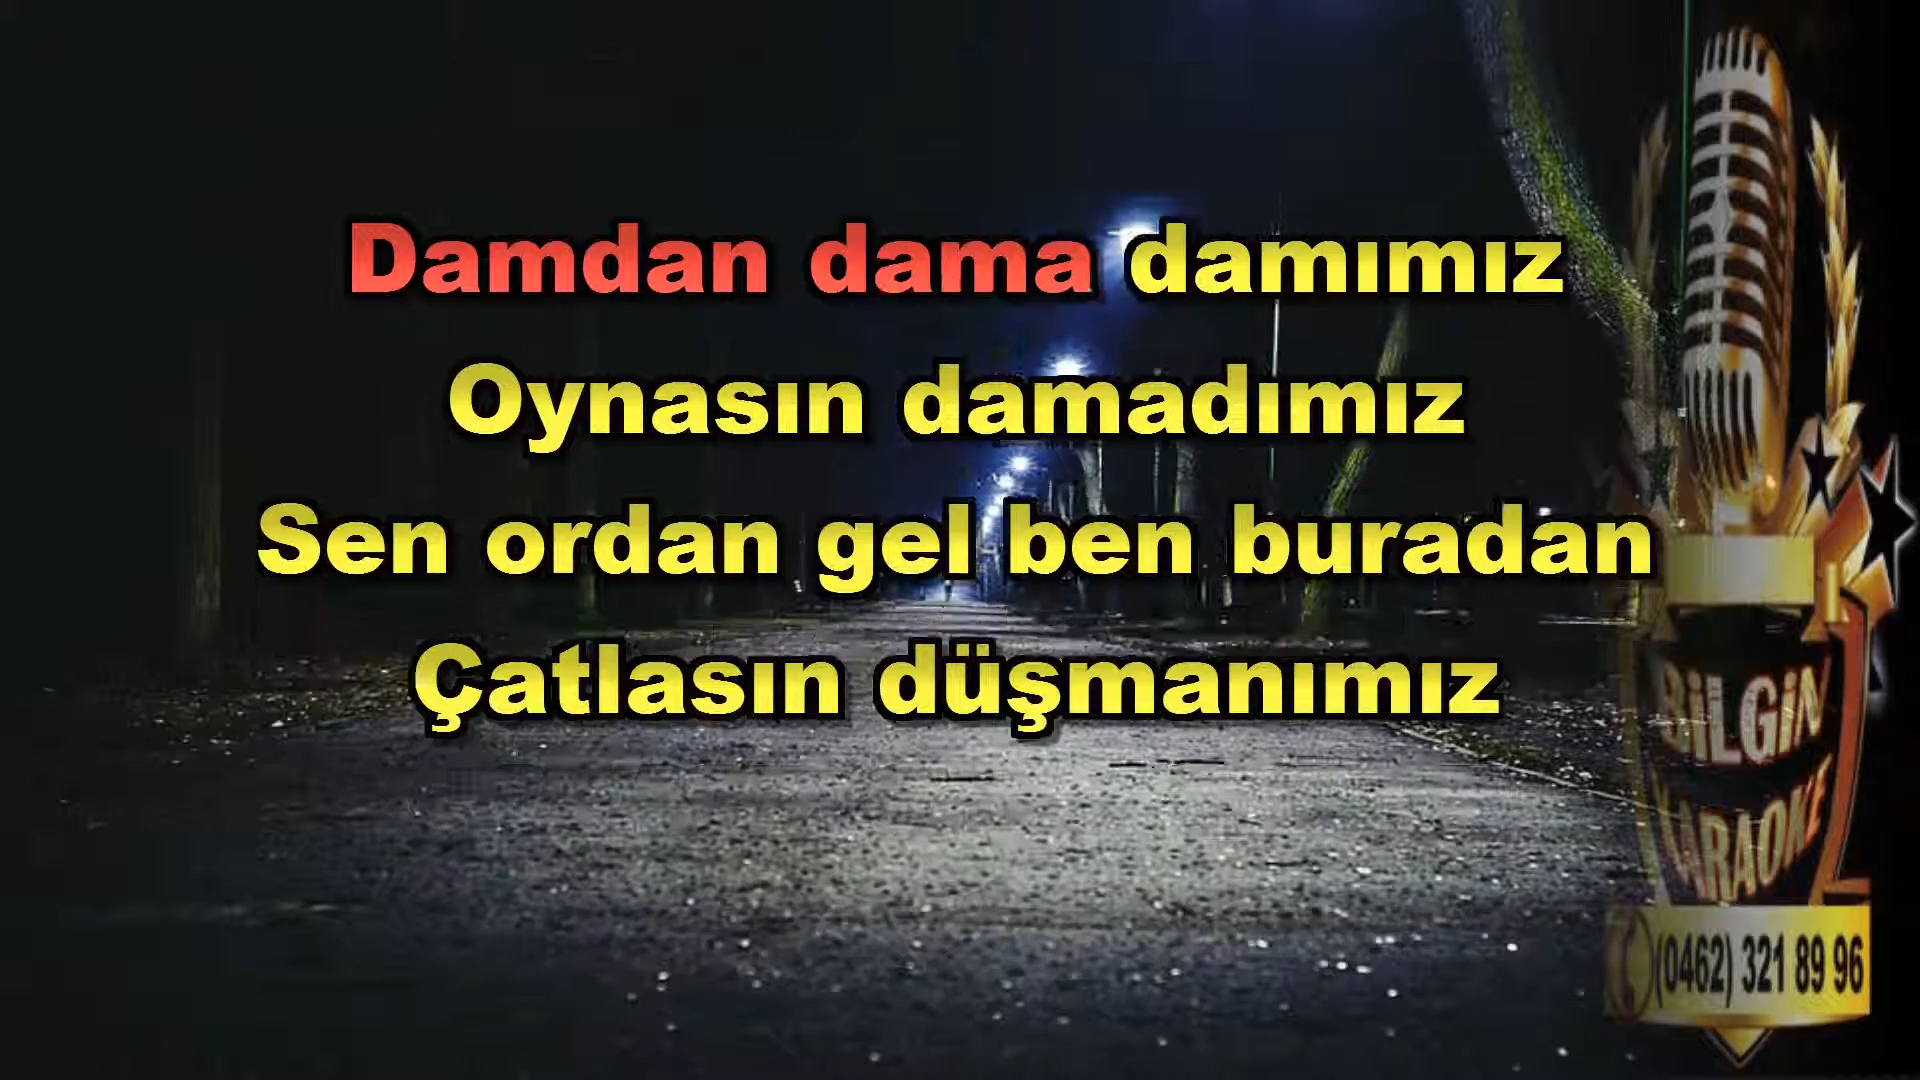 Damdan dama damımız
Oynasın damadımız
Sen ordan gel ben buradan
Çatlasın düşmanımız
BİLGİN
KARAOKE
(0462) 321 89 96